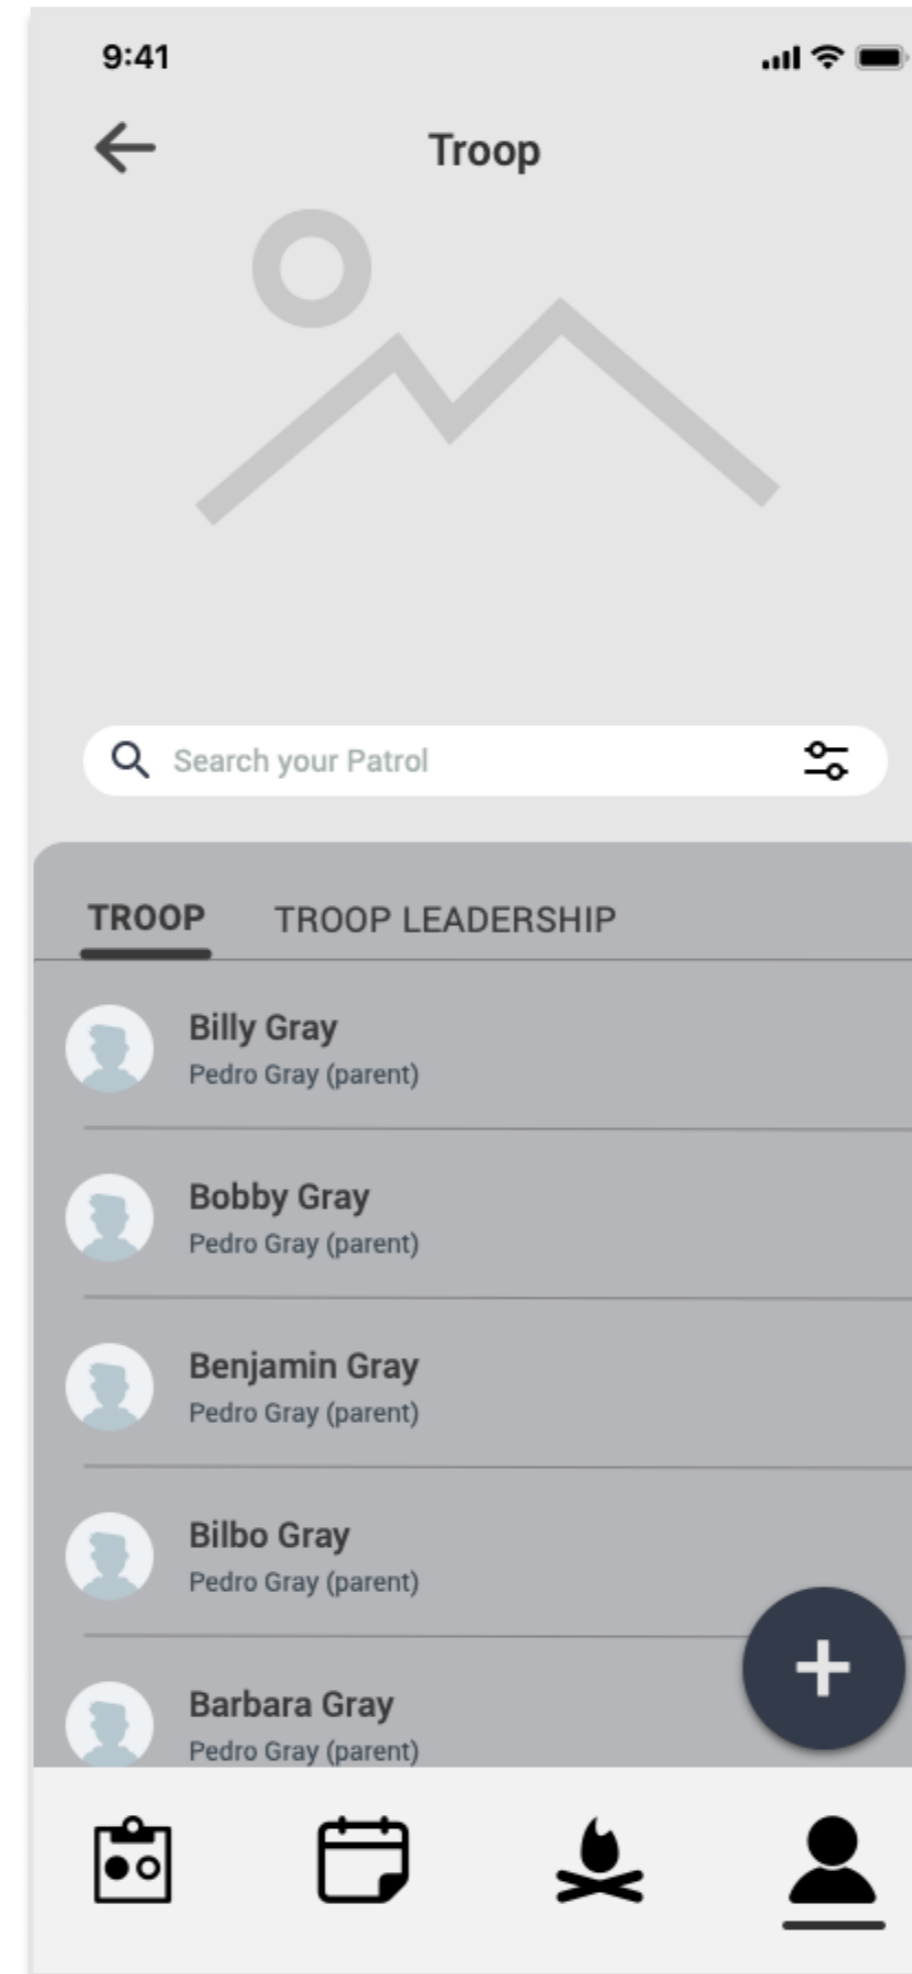 9:41
Troop
Search your Patrol
TROOP TROOP LEADERSHIP
Billy Gray
Pedro Gray (parent)
Bobby Gray
Pedro Gray (parent)
Benjamin Gray
Pedro Gray (parent)
Bilbo Gray
Pedro Gray (parent)
Barbara Gray
Pedro Gray (parent)